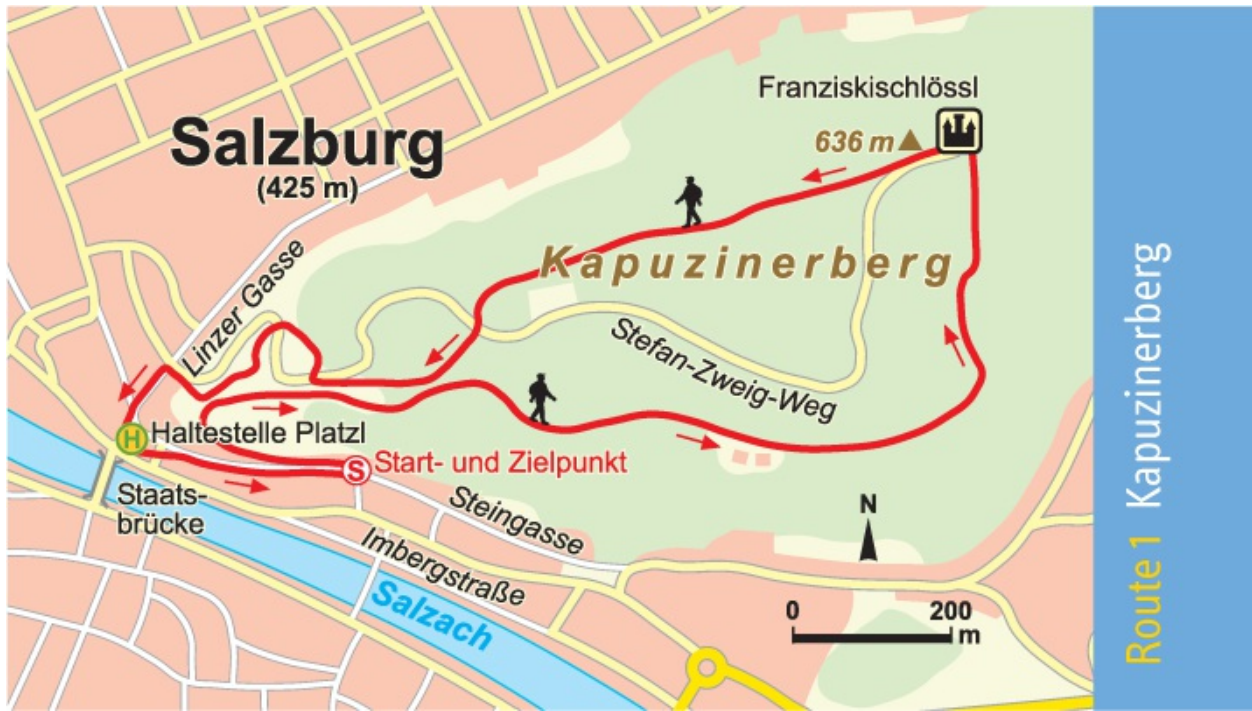 Franziskischlössl
636 m
Salzburg
(425 m)
Kapuzinerberg
Linzer Gasse
Stefan-Zweig-Weg
H
Haltestelle Platzl
S
Start- und Zielpunkt
Staats-
brücke
Steingasse
Imbergstraße
Salzach
N
0
200
m
Route 1 Kapuzinerberg